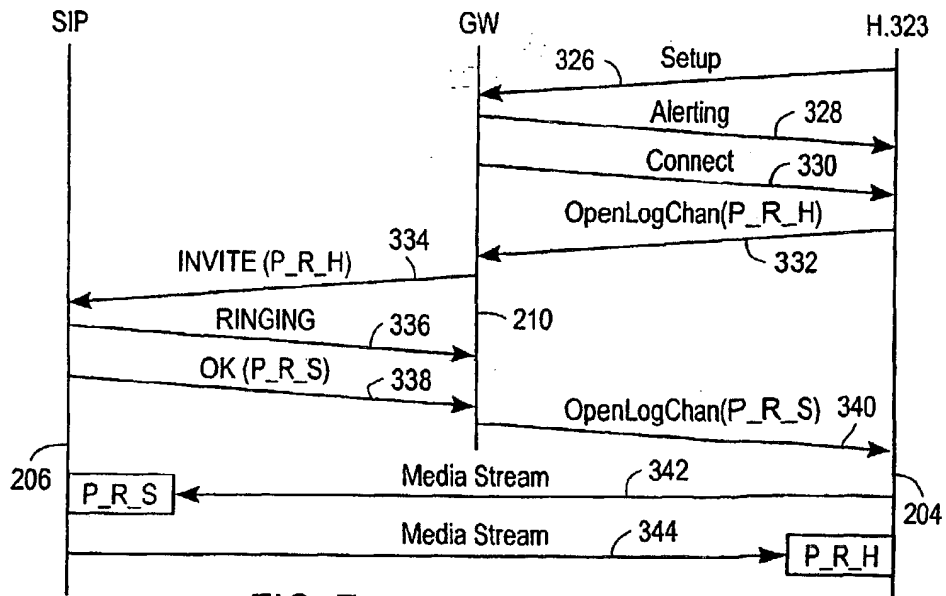 SIP GW H.323
326 Setup
Alerting 328
Connect 330
OpenLogChan(P_R_H)
334 332
INVITE (P_R_H)
RINGING 336 210
OK (P_R_S) 338
OpenLogChan(P_R_S) 340
206 Media Stream 342
P_R_S 204
Media Stream 344
P_R_H